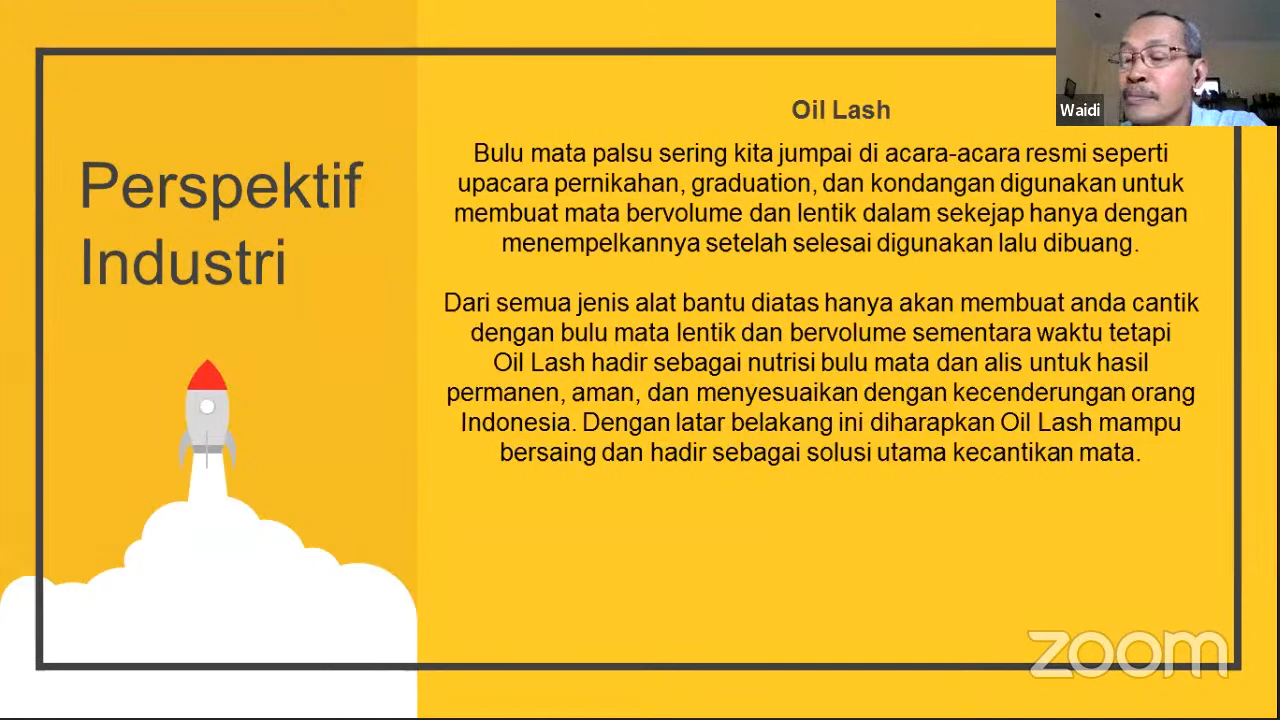 Perspektif
Industri
Oil Lash
Bulu mata palsu sering kita jumpai di acara-acara resmi seperti
upacara pernikahan, graduation, dan kondangan digunakan untuk
membuat mata bervolume dan lentik dalam sekejap hanya dengan
menempelkannya setelah selesai digunakan lalu dibuang.
Dari semua jenis alat bantu diatas hanya akan membuat anda cantik
dengan bulu mata lentik dan bervolume sementara waktu tetapi
Oil Lash hadir sebagai nutrisi bulu mata dan alis untuk hasil
permanen, aman, dan menyesuaikan dengan kecenderungan orang
Indonesia. Dengan latar belakang ini diharapkan Oil Lash mampu
bersaing dan hadir sebagai solusi utama kecantikan mata.
Waidi
zoom